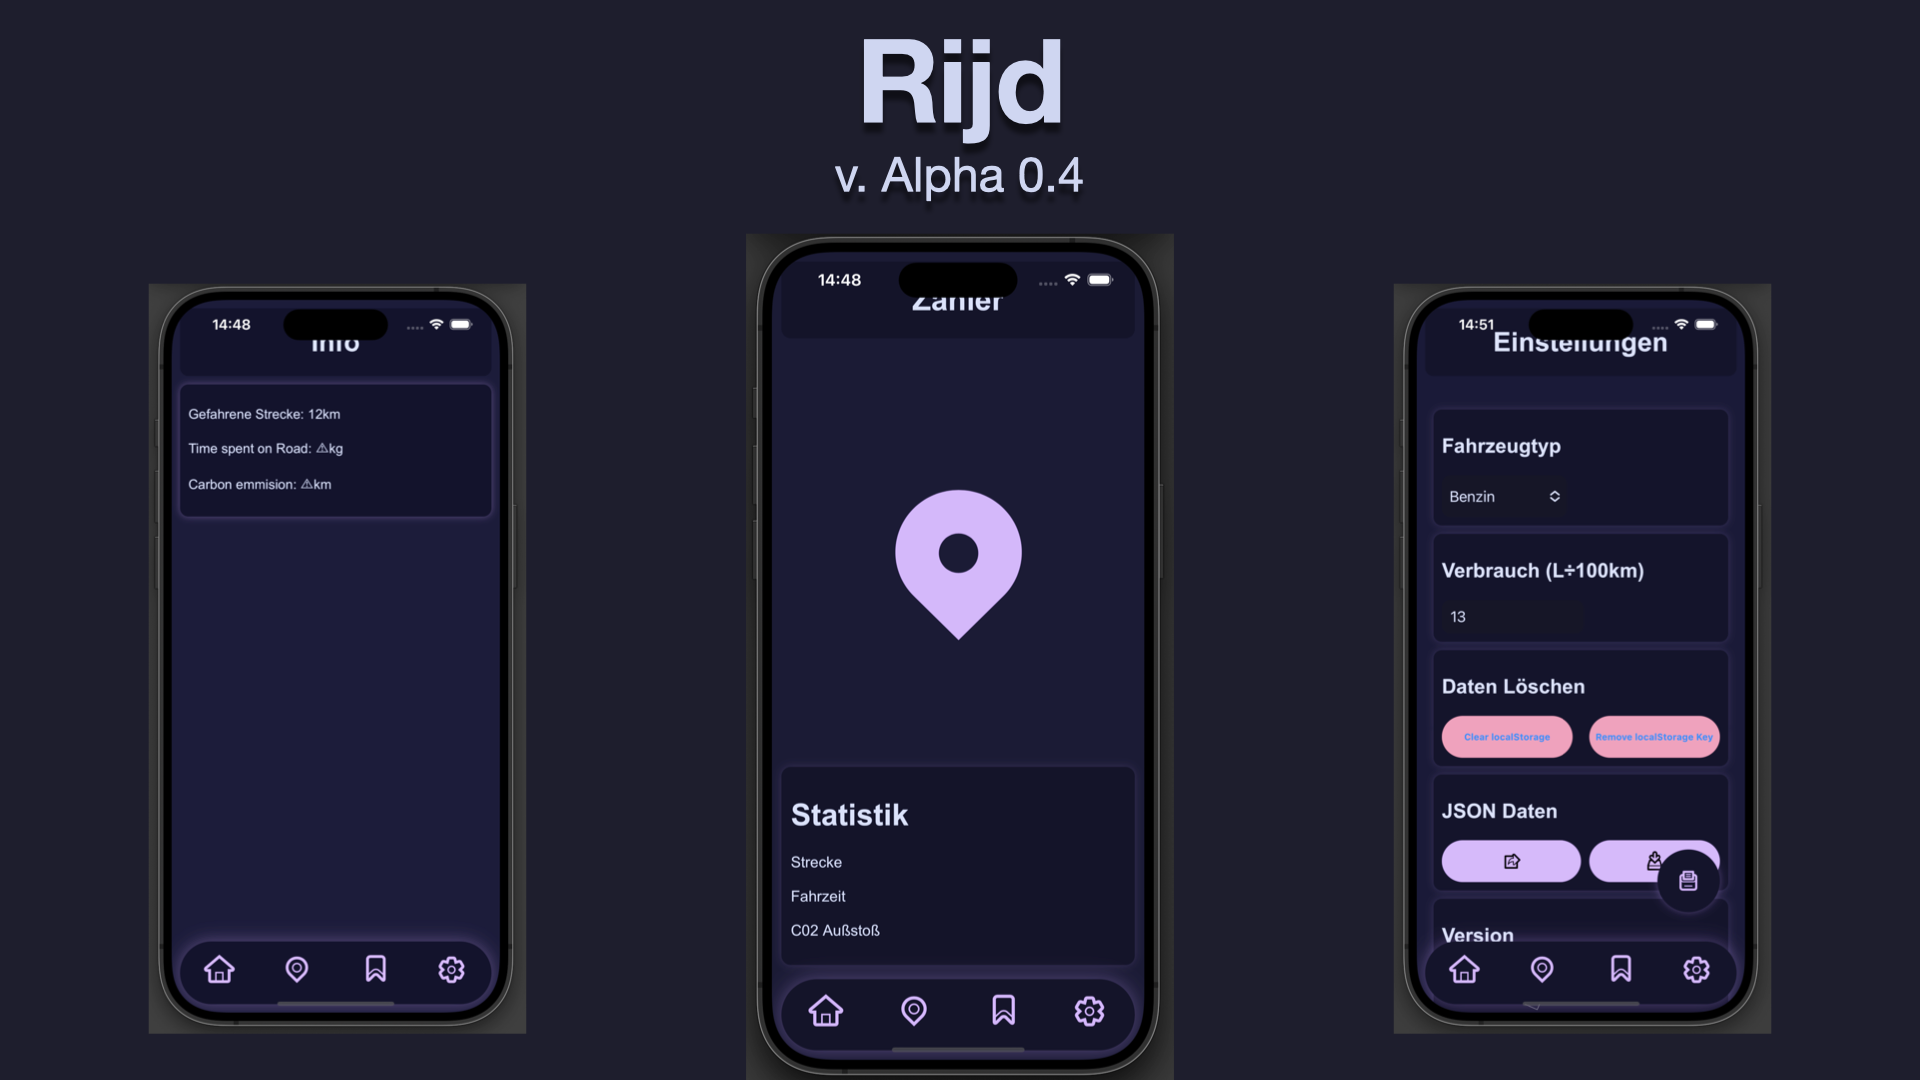 Rijd
v. Alpha 0.4
14:48
Info
Gefahrene Strecke: 12km
Time spent on Road: ⚠kg
Carbon emmision: ⚠km
14:48
Zähler
Statistik
Strecke
Fahrzeit
C02 Außstoß
14:51
Einstellungen
Fahrzeugtyp
Benzin
Verbrauch (L÷100km)
13
Daten Löschen
Clear localStorage
Remove localStorage Key
JSON Daten
Version